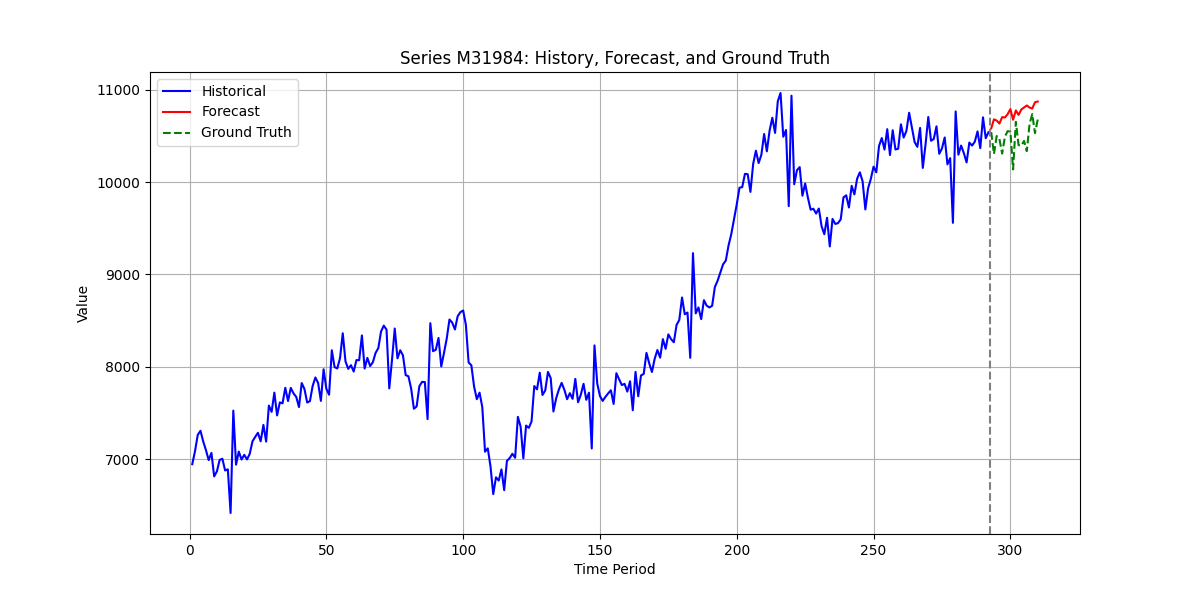 Series M31984: History, Forecast, and Ground Truth
Historical
Forecast
Ground Truth
11000
10000
9000
8000
7000
Value
0 50 100 150 200 250 300
Time Period